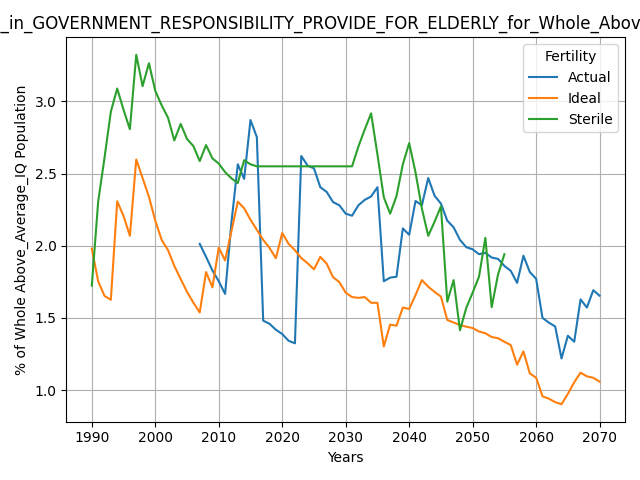 _in_GOVERNMENT_RESPONSIBILITY_PROVIDE_FOR_ELDERLY_for_Whole_Abov
Fertility
Actual
Ideal
Sterile
% of Whole Above_Average_IQ Population
3.0
2.5
2.0
1.5
1.0
1990 2000 2010 2020 2030 2040 2050 2060 2070
Years